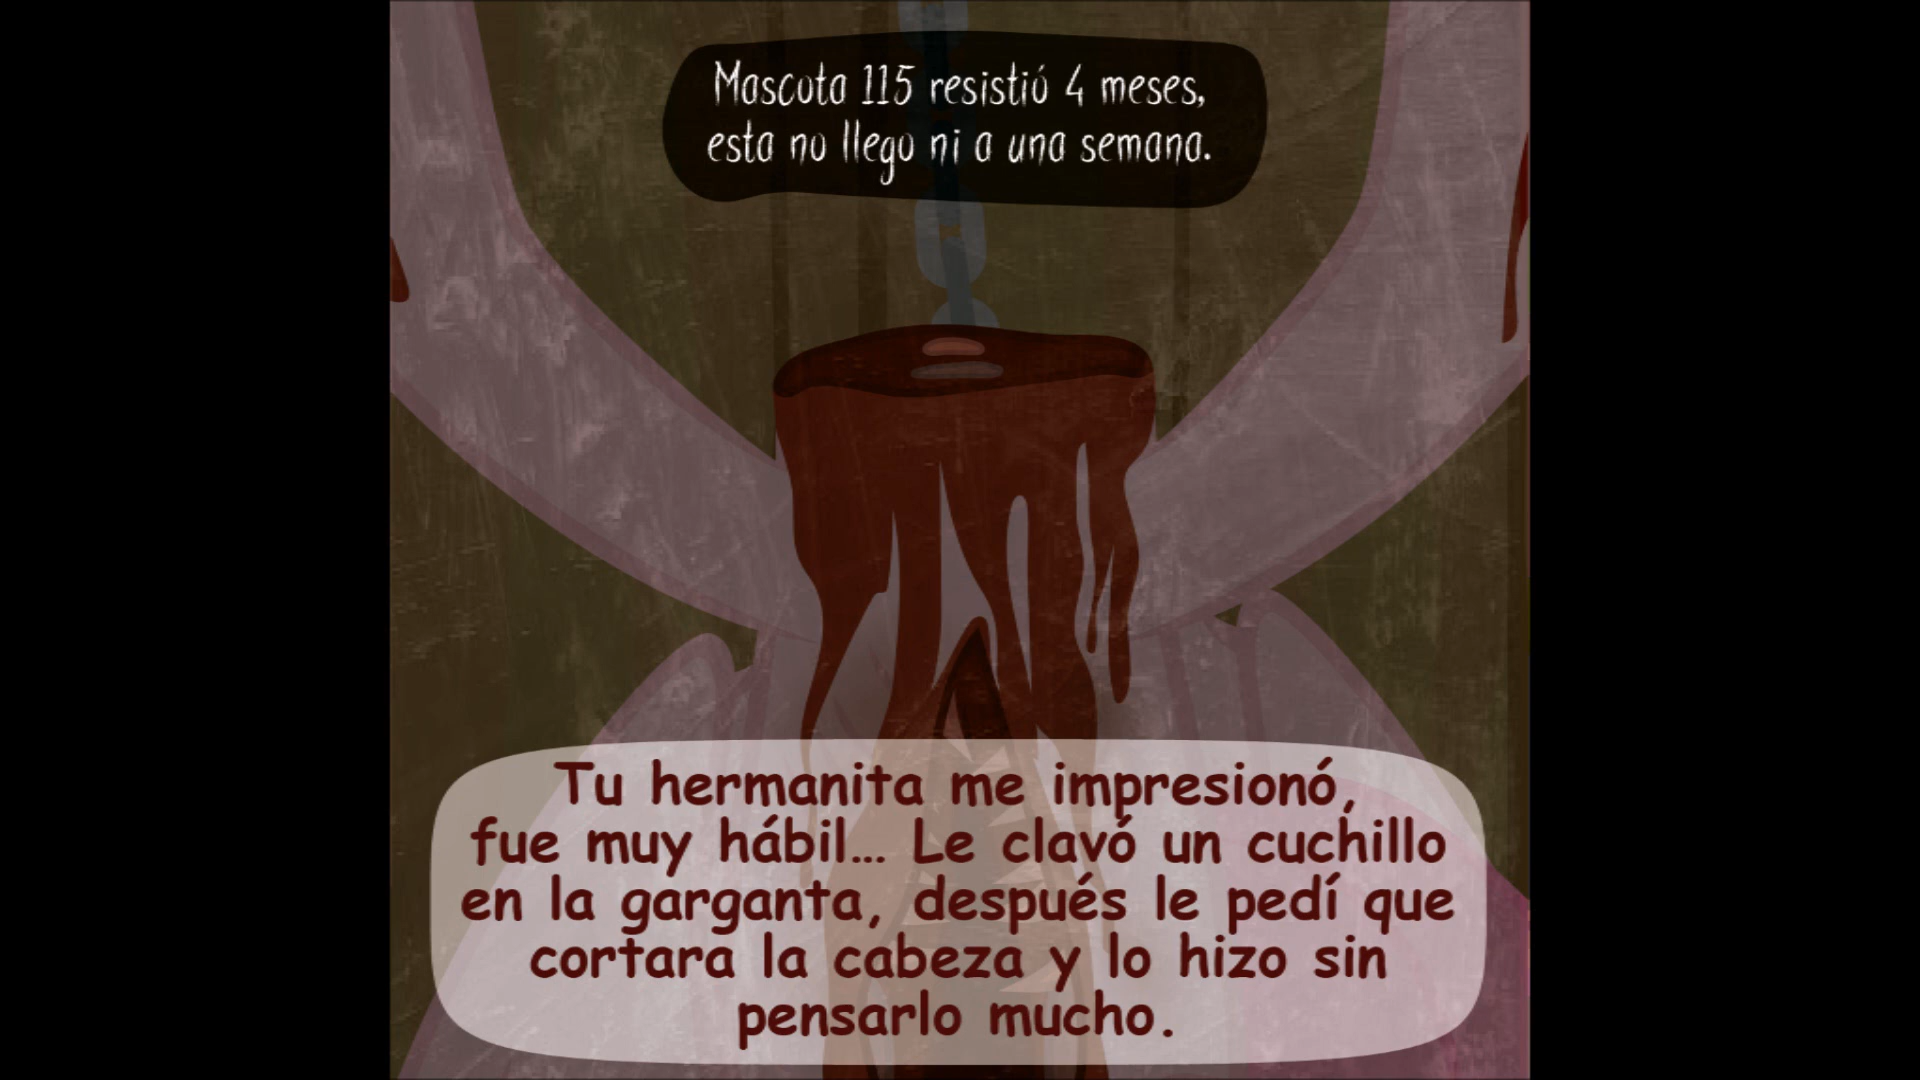 Mascota 115 resistió 4 meses,
esta no llego ni a una semana.
Tu hermanita me impresionó,
fue muy hábil... Le clavó un cuchillo
en la garganta, después le pedí que
cortara la cabeza y lo hizo sin
pensarlo mucho.